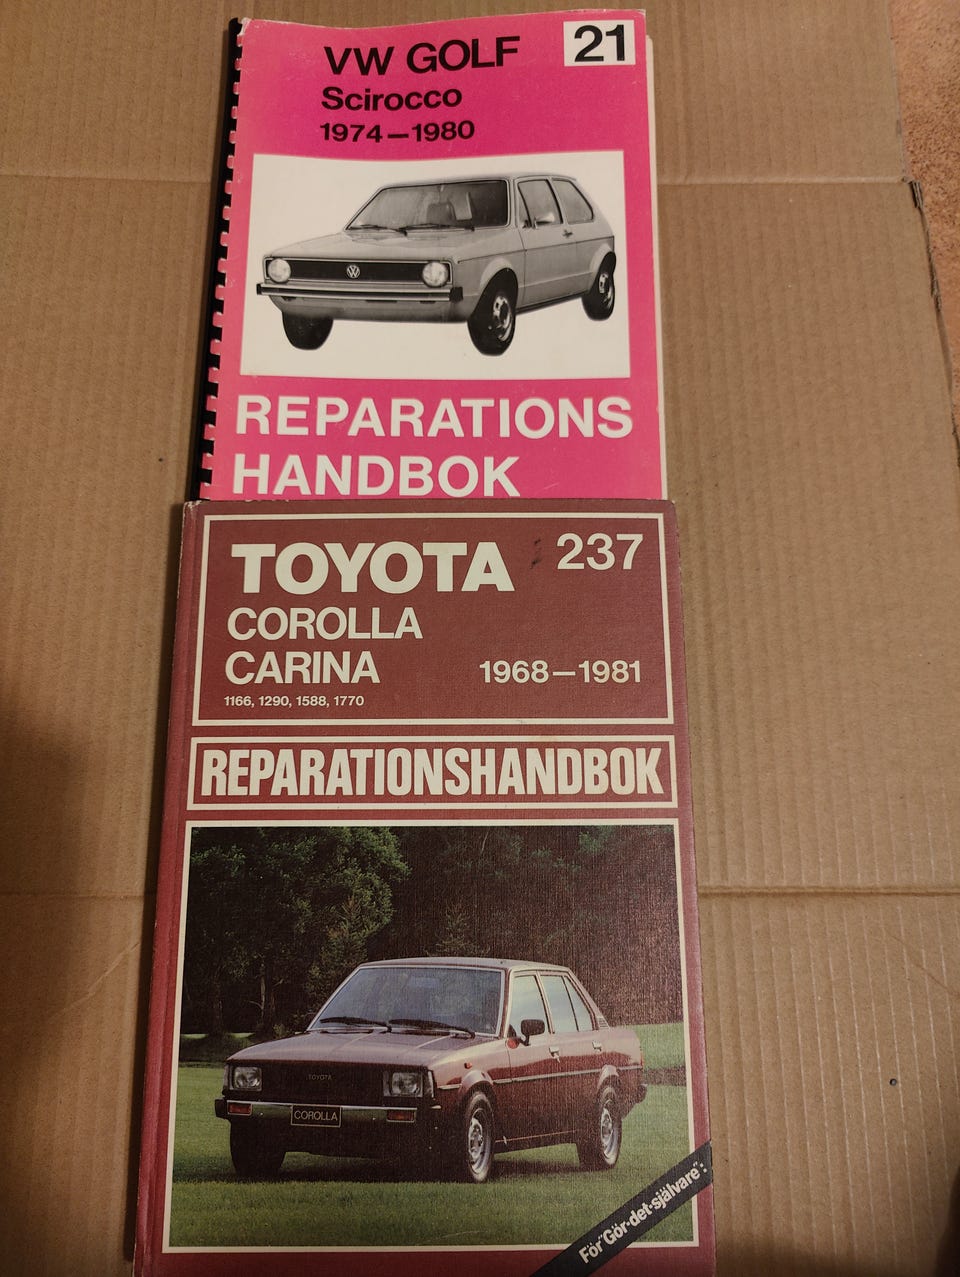 VW GOLF 21
Scirocco
1974–1980
REPARATIONS
HANDBOK
TOYOTA 237
COROLLA
CARINA 1968–1981
1166, 1290, 1588, 1770
REPARATIONSHANDBOK
TOYOTA
COROLLA
För "Gör-det-självare":